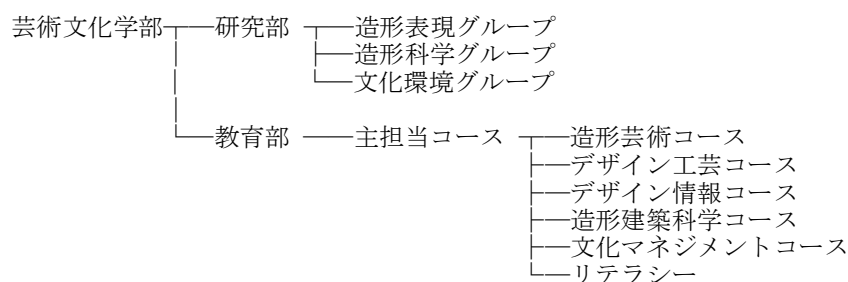 芸術文化学部 研究部 造形表現グループ
造形科学グループ
文化環境グループ
教育部 主担当コース 造形芸術コース
デザイン工芸コース
デザイン情報コース
造形建築科学コース
文化マネジメントコース
リテラシー